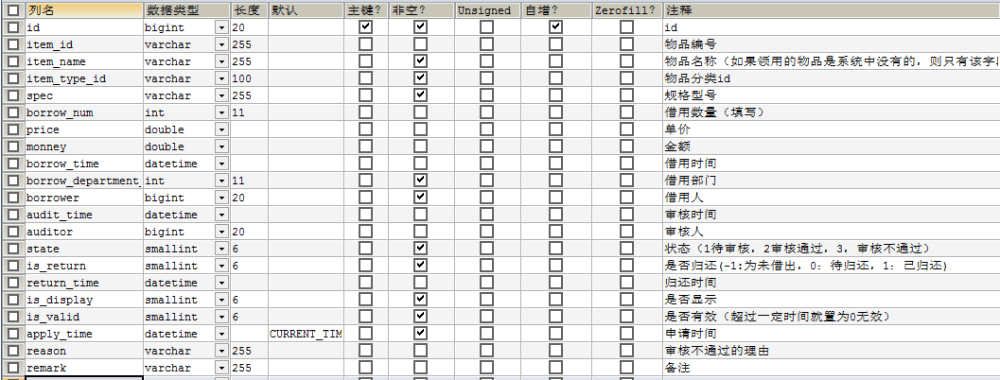 列名 数据类型 长度 默认 主键? 非空? Unsigned 自增? Zerofill? 注释
id bigint 20 id
item_id varchar 255 物品编号
item_name varchar 255 物品名称（如果领用的物品是系统中没有的，则只有该字
item_type_id varchar 100 物品分类id
spec varchar 255 规格型号
borrow_num int 11 借用数量（填写）
price double 单价
monney double 金额
borrow_time datetime 借用时间
borrow_department_ int 11 借用部门
borrower bigint 20 借用人
audit_time datetime 审核时间
auditor bigint 20 审核人
state smallint 6 状态（1待审核，2审核通过，3，审核不通过）
is_return smallint 6 是否归还(-1:为未借出，0：待归还，1：已归还)
return_time datetime 归还时间
is_display smallint 6 是否显示
is_valid smallint 6 是否有效（超过一定时间就置为0无效）
apply_time datetime CURRENT_TIM 申请时间
reason varchar 255 审核不通过的理由
remark varchar 255 备注